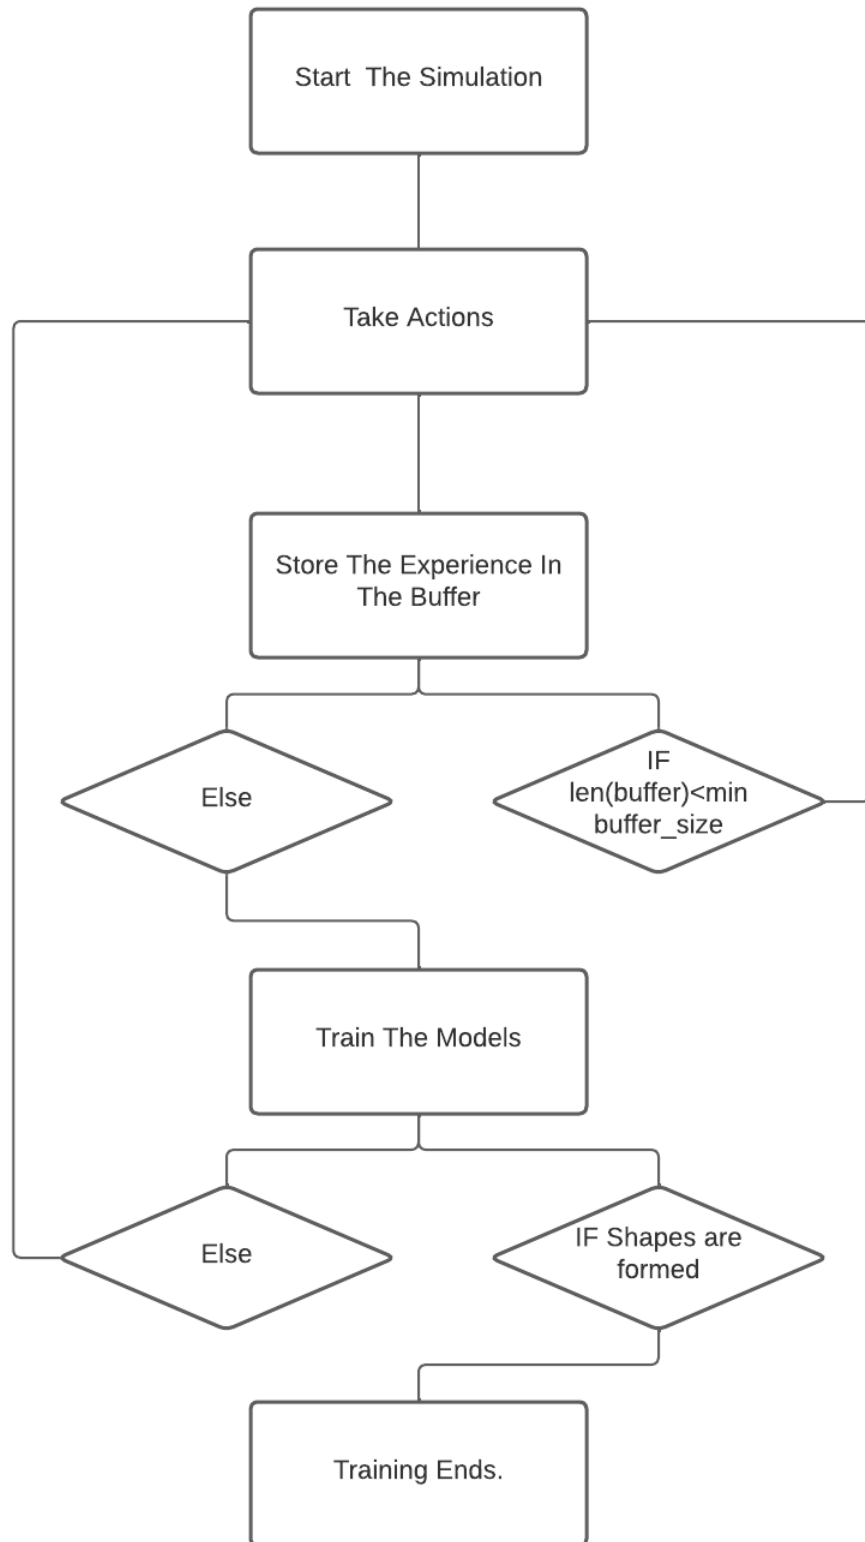 Start  The Simulation
Take Actions
Store The Experience In
The Buffer
Else
IF
len(buffer)<min
buffer_size
Train The Models
Else
IF Shapes are
formed
Training Ends.